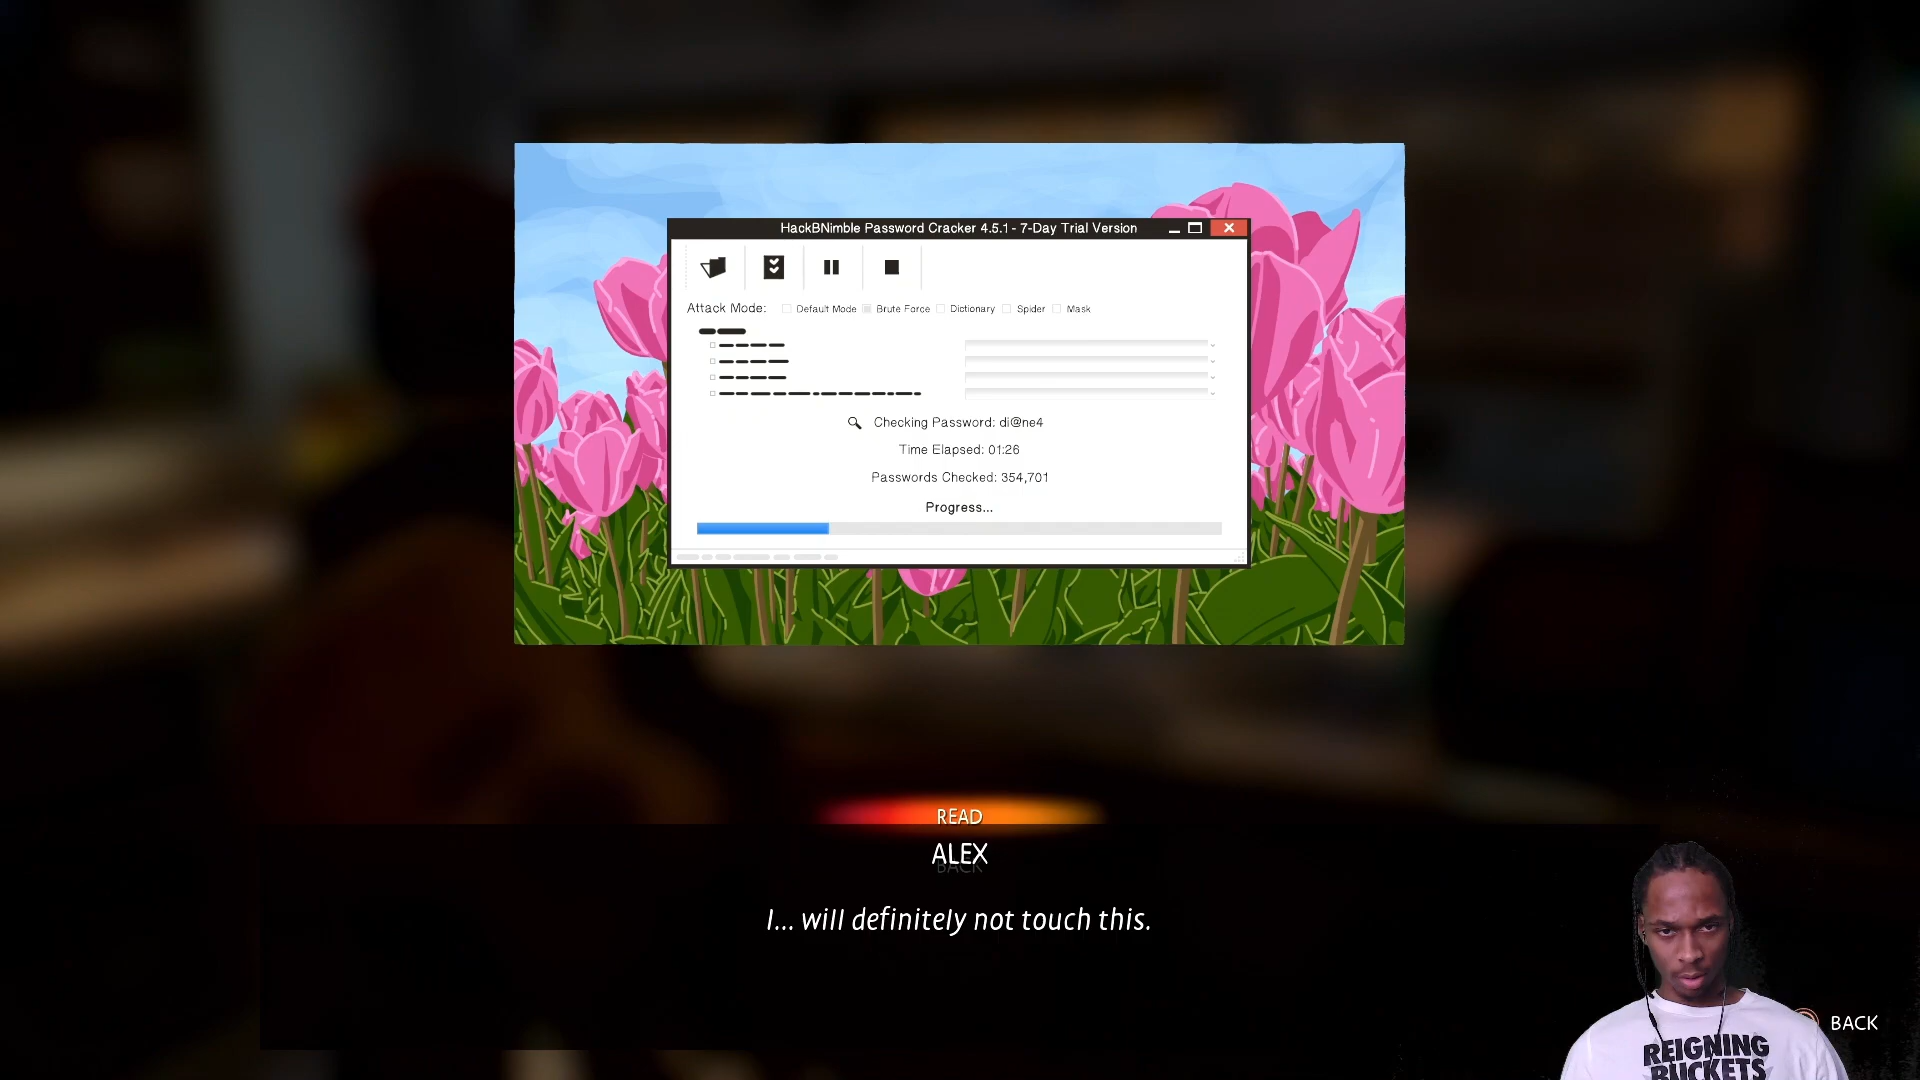 HackBNimble Password Cracker 4.5.1 - 7-Day Trial Version
Attack Mode: Default Mode Brute Force Dictionary Spider Mask
Checking Password: di@ne4
Time Elapsed: 01:26
Passwords Checked: 354,701
Progress...
READ
ALEX
BACK
I... will definitely not touch this.
BACK
REIGNING
BUCKETS